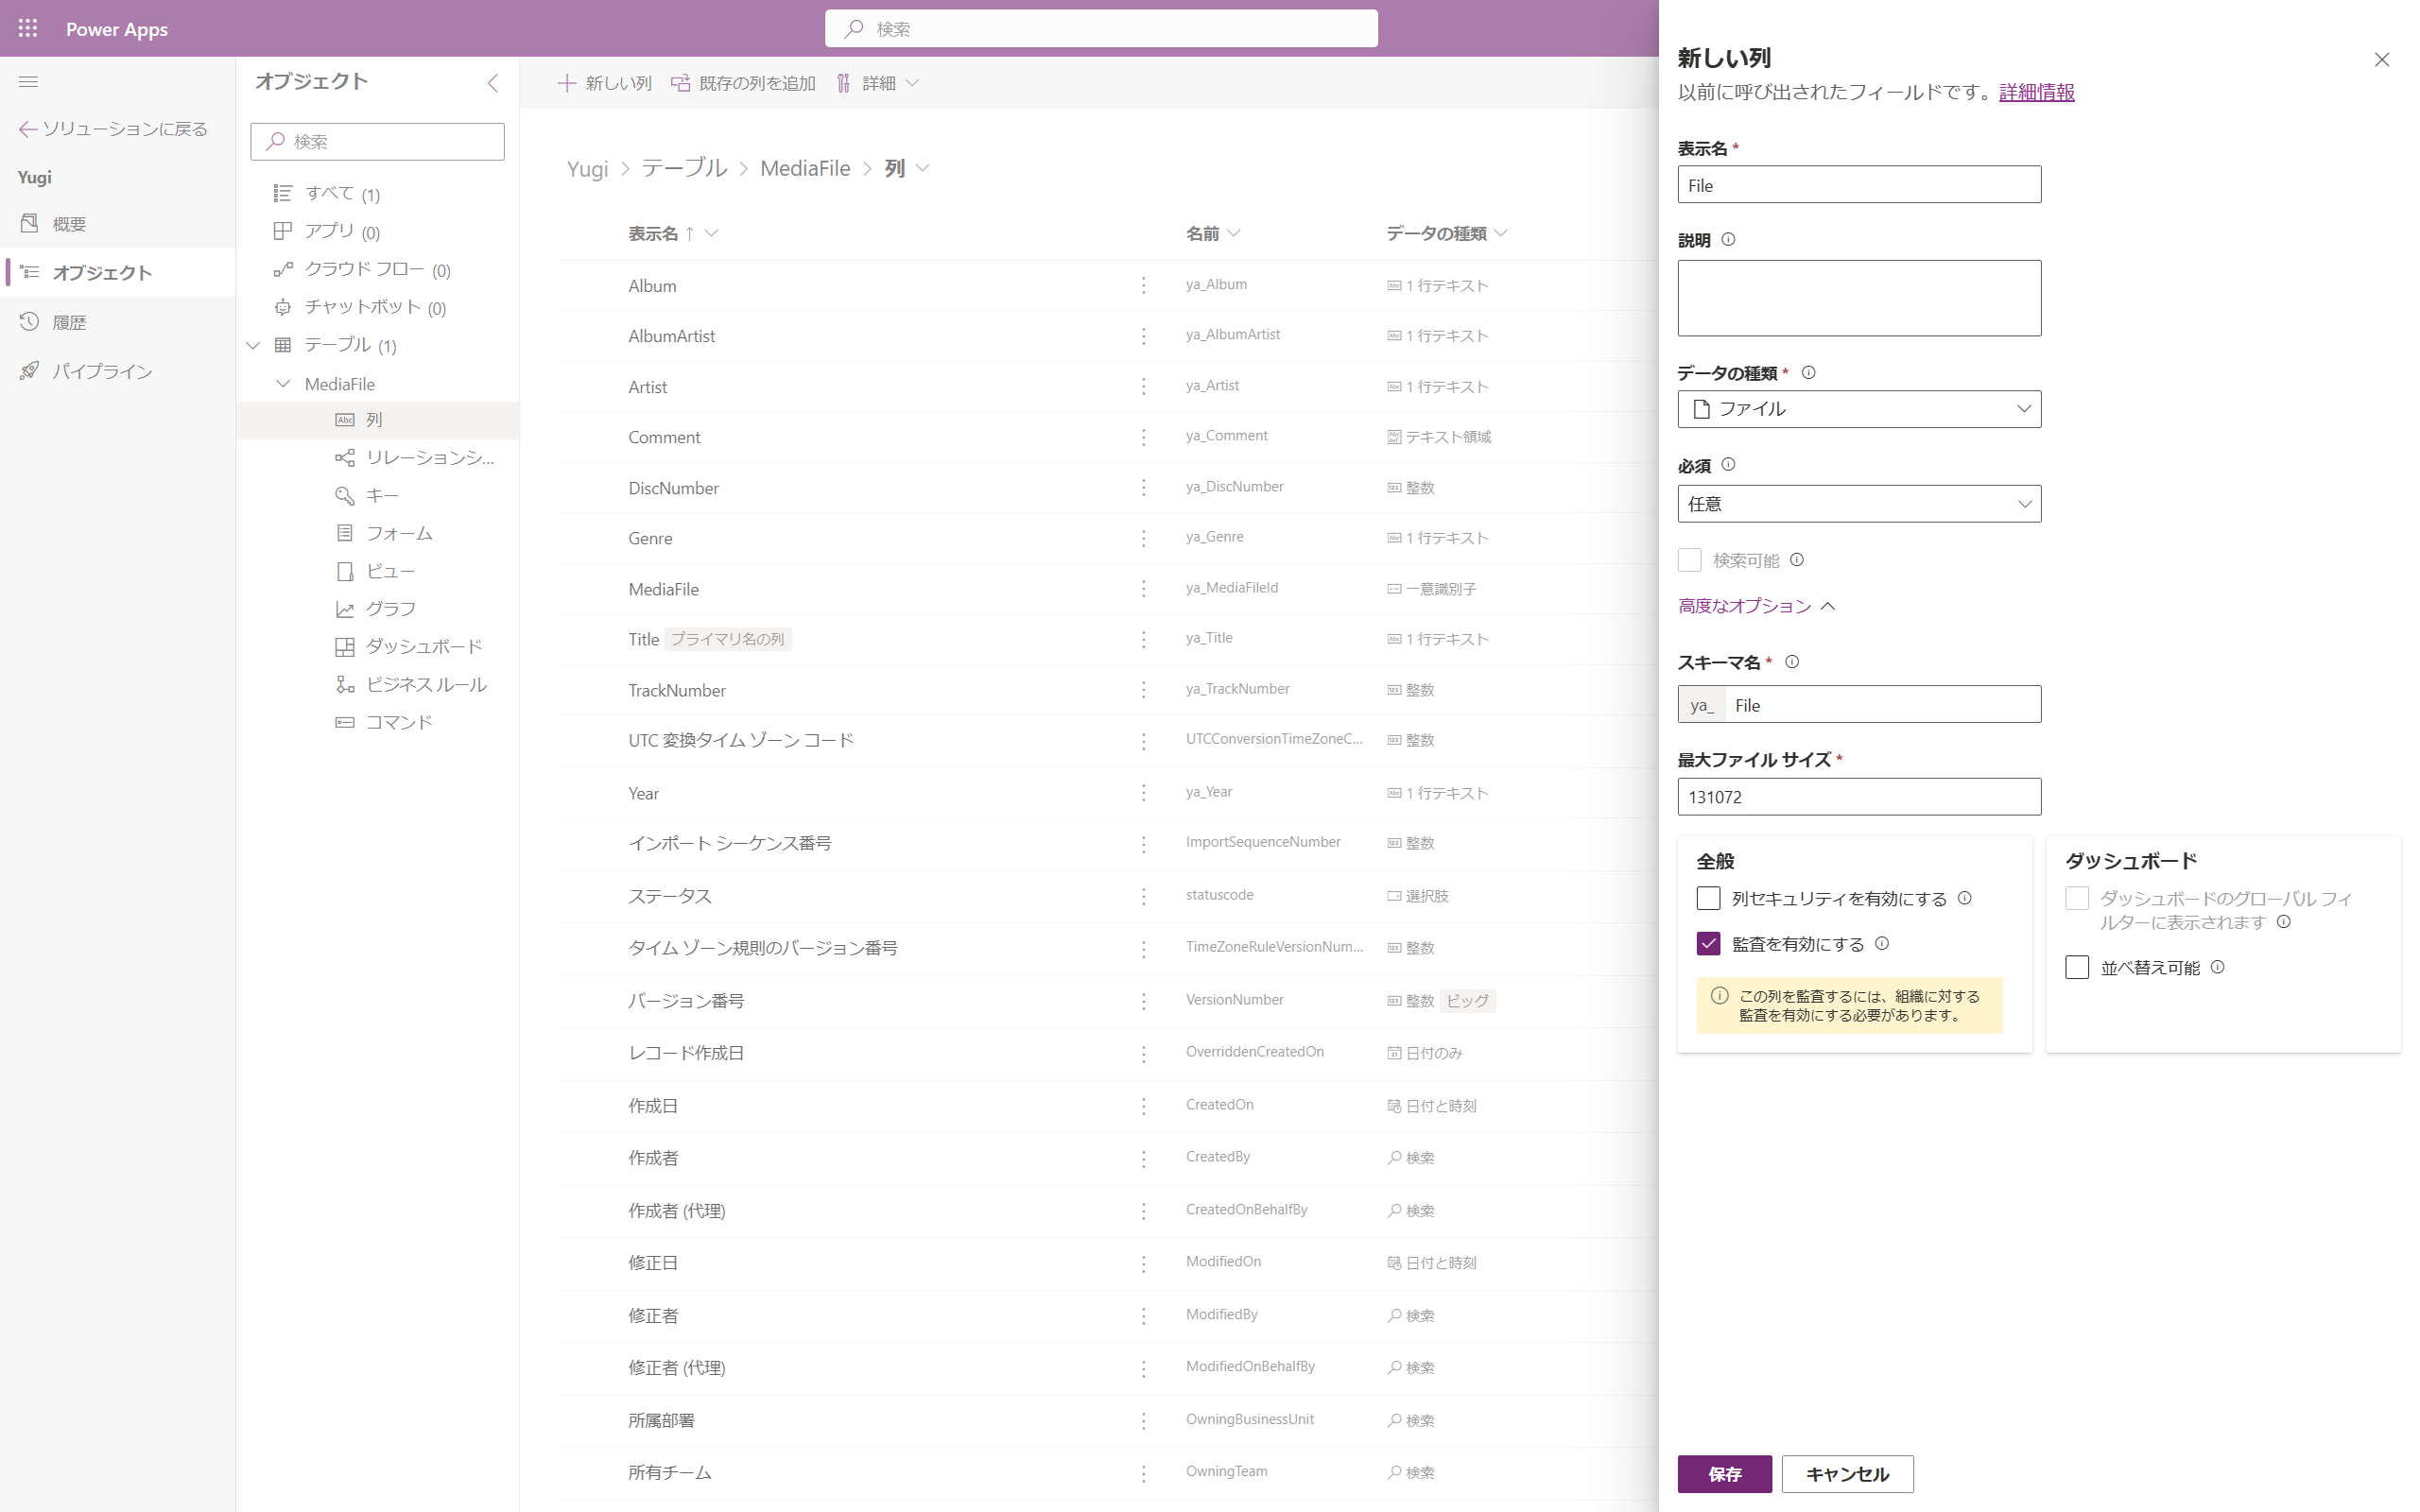 Power Apps
検索
ソリューションに戻る
Yugi
概要
オブジェクト
履歴
パイプライン
オブジェクト
検索
すべて (1)
アプリ (0)
クラウド フロー (0)
チャットボット (0)
テーブル (1)
MediaFile
列
リレーションシ...
キー
フォーム
ビュー
グラフ
ダッシュボード
ビジネス ルール
コマンド
新しい列 既存の列を追加 詳細
Yugi > テーブル > MediaFile > 列
表示名 ↑ 名前 データの種類
Album ya_Album 1 行テキスト
AlbumArtist ya_AlbumArtist 1 行テキスト
Artist ya_Artist 1 行テキスト
Comment ya_Comment テキスト領域
DiscNumber ya_DiscNumber 整数
Genre ya_Genre 1 行テキスト
MediaFile ya_MediaFileId 一意識別子
Title プライマリ名の列 ya_Title 1 行テキスト
TrackNumber ya_TrackNumber 整数
UTC 変換タイム ゾーン コード UTCConversionTimeZoneC... 整数
Year ya_Year 1 行テキスト
インポート シーケンス番号 ImportSequenceNumber 整数
ステータス statuscode 選択肢
タイム ゾーン規則のバージョン番号 TimeZoneRuleVersionNum... 整数
バージョン番号 VersionNumber 整数 ビッグ
レコード作成日 OverriddenCreatedOn 日付のみ
作成日 CreatedOn 日付と時刻
作成者 CreatedBy 検索
作成者 (代理) CreatedOnBehalfBy 検索
修正日 ModifiedOn 日付と時刻
修正者 ModifiedBy 検索
修正者 (代理) ModifiedOnBehalfBy 検索
所属部署 OwningBusinessUnit 検索
所有チーム OwningTeam 検索
新しい列
以前に呼び出されたフィールドです。詳細情報
表示名 *
File
説明
データの種類 *
ファイル
必須
任意
検索可能
高度なオプション
スキーマ名 *
ya_ File
最大ファイル サイズ *
131072
全般
列セキュリティを有効にする
監査を有効にする
この列を監査するには、組織に対する
監査を有効にする必要があります。
ダッシュボード
ダッシュボードのグローバル フィ
ルターに表示されます
並べ替え可能
保存 キャンセル